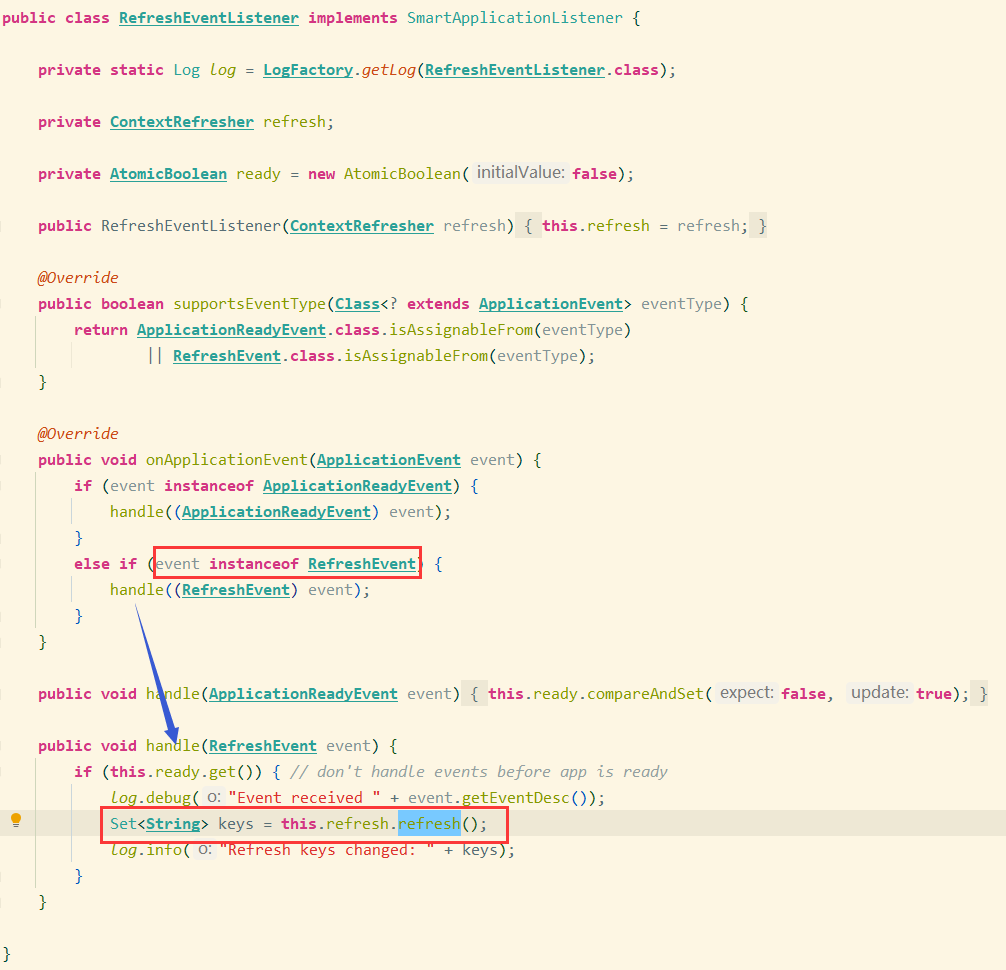 public class RefreshEventListener implements SmartApplicationListener {
private static Log log = LogFactory.getLog(RefreshEventListener.class);
private ContextRefresher refresh;
private AtomicBoolean ready = new AtomicBoolean( initialValue: false);
public RefreshEventListener(ContextRefresher refresh) { this.refresh = refresh; }
@Override
public boolean supportsEventType(Class<? extends ApplicationEvent> eventType) {
return ApplicationReadyEvent.class.isAssignableFrom(eventType)
|| RefreshEvent.class.isAssignableFrom(eventType);
}
@Override
public void onApplicationEvent(ApplicationEvent event) {
if (event instanceof ApplicationReadyEvent) {
handle((ApplicationReadyEvent) event);
}
else if (event instanceof RefreshEvent) {
handle((RefreshEvent) event);
}
}
public void handle(ApplicationReadyEvent event) { this.ready.compareAndSet( expect: false, update: true); }
public void handle(RefreshEvent event) {
if (this.ready.get()) { // don't handle events before app is ready
log.debug( o: "Event received " + event.getEventDesc());
Set<String> keys = this.refresh.refresh();
log.info( o: "Refresh keys changed: " + keys);
}
}
}